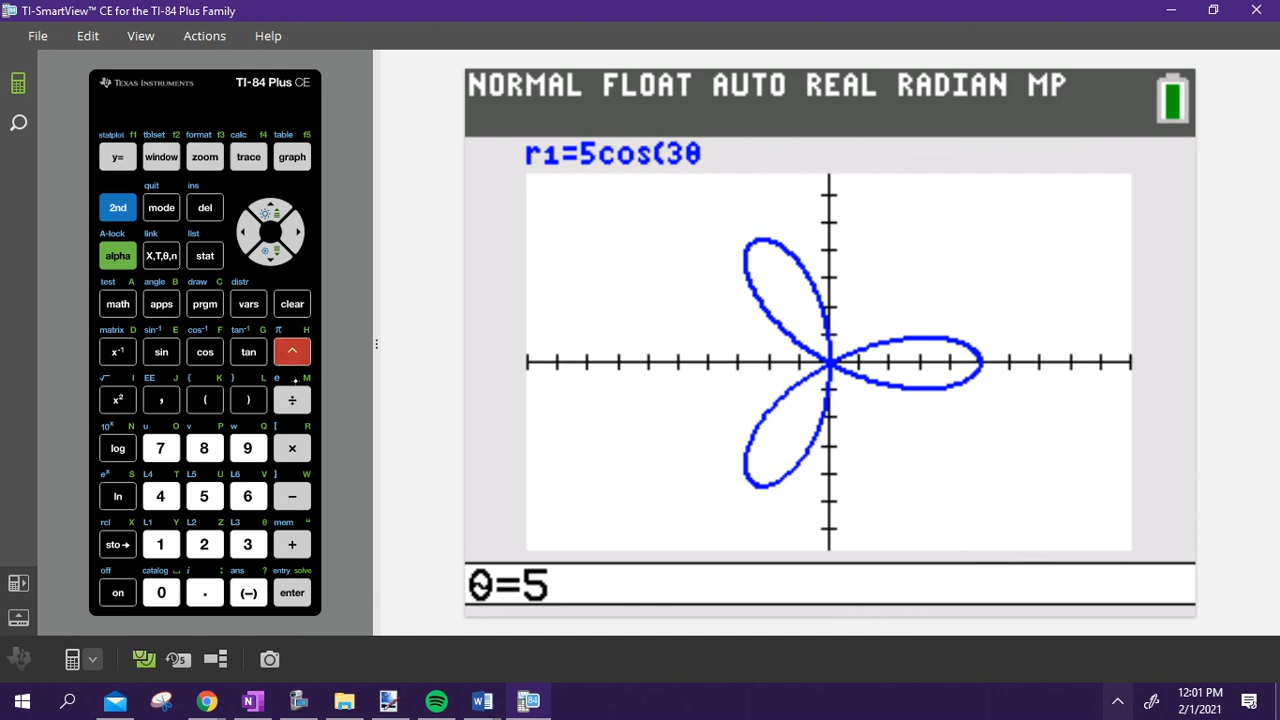 TI-SmartView™ CE for the TI-84 Plus Family
File Edit View Actions Help
TEXAS INSTRUMENTS TI-84 Plus CE
statplot f1 tblset f2 format f3 calc f4 table f5
y= window zoom trace graph
quit ins
2nd mode del
A-lock link list
alpha X,T,θ,n stat
test A angle B draw C distr
math apps prgm vars clear
matrix D sin⁻¹ E cos⁻¹ F tan⁻¹ G π H
x⁻¹ sin cos tan ^
√ I EE J { K } L e M
x² , ( ) ÷
10ˣ N u O v P w Q [ R
log 7 8 9 ×
eˣ S L4 T L5 U L6 V ] W
ln 4 5 6 −
rcl X L1 Y L2 Z L3 θ mem "
sto→ 1 2 3 +
off catalog ␣ i : ans ? entry solve
on 0 . (−) enter
NORMAL FLOAT AUTO REAL RADIAN MP
r1=5cos(3θ
θ=5
12:01 PM
2/1/2021